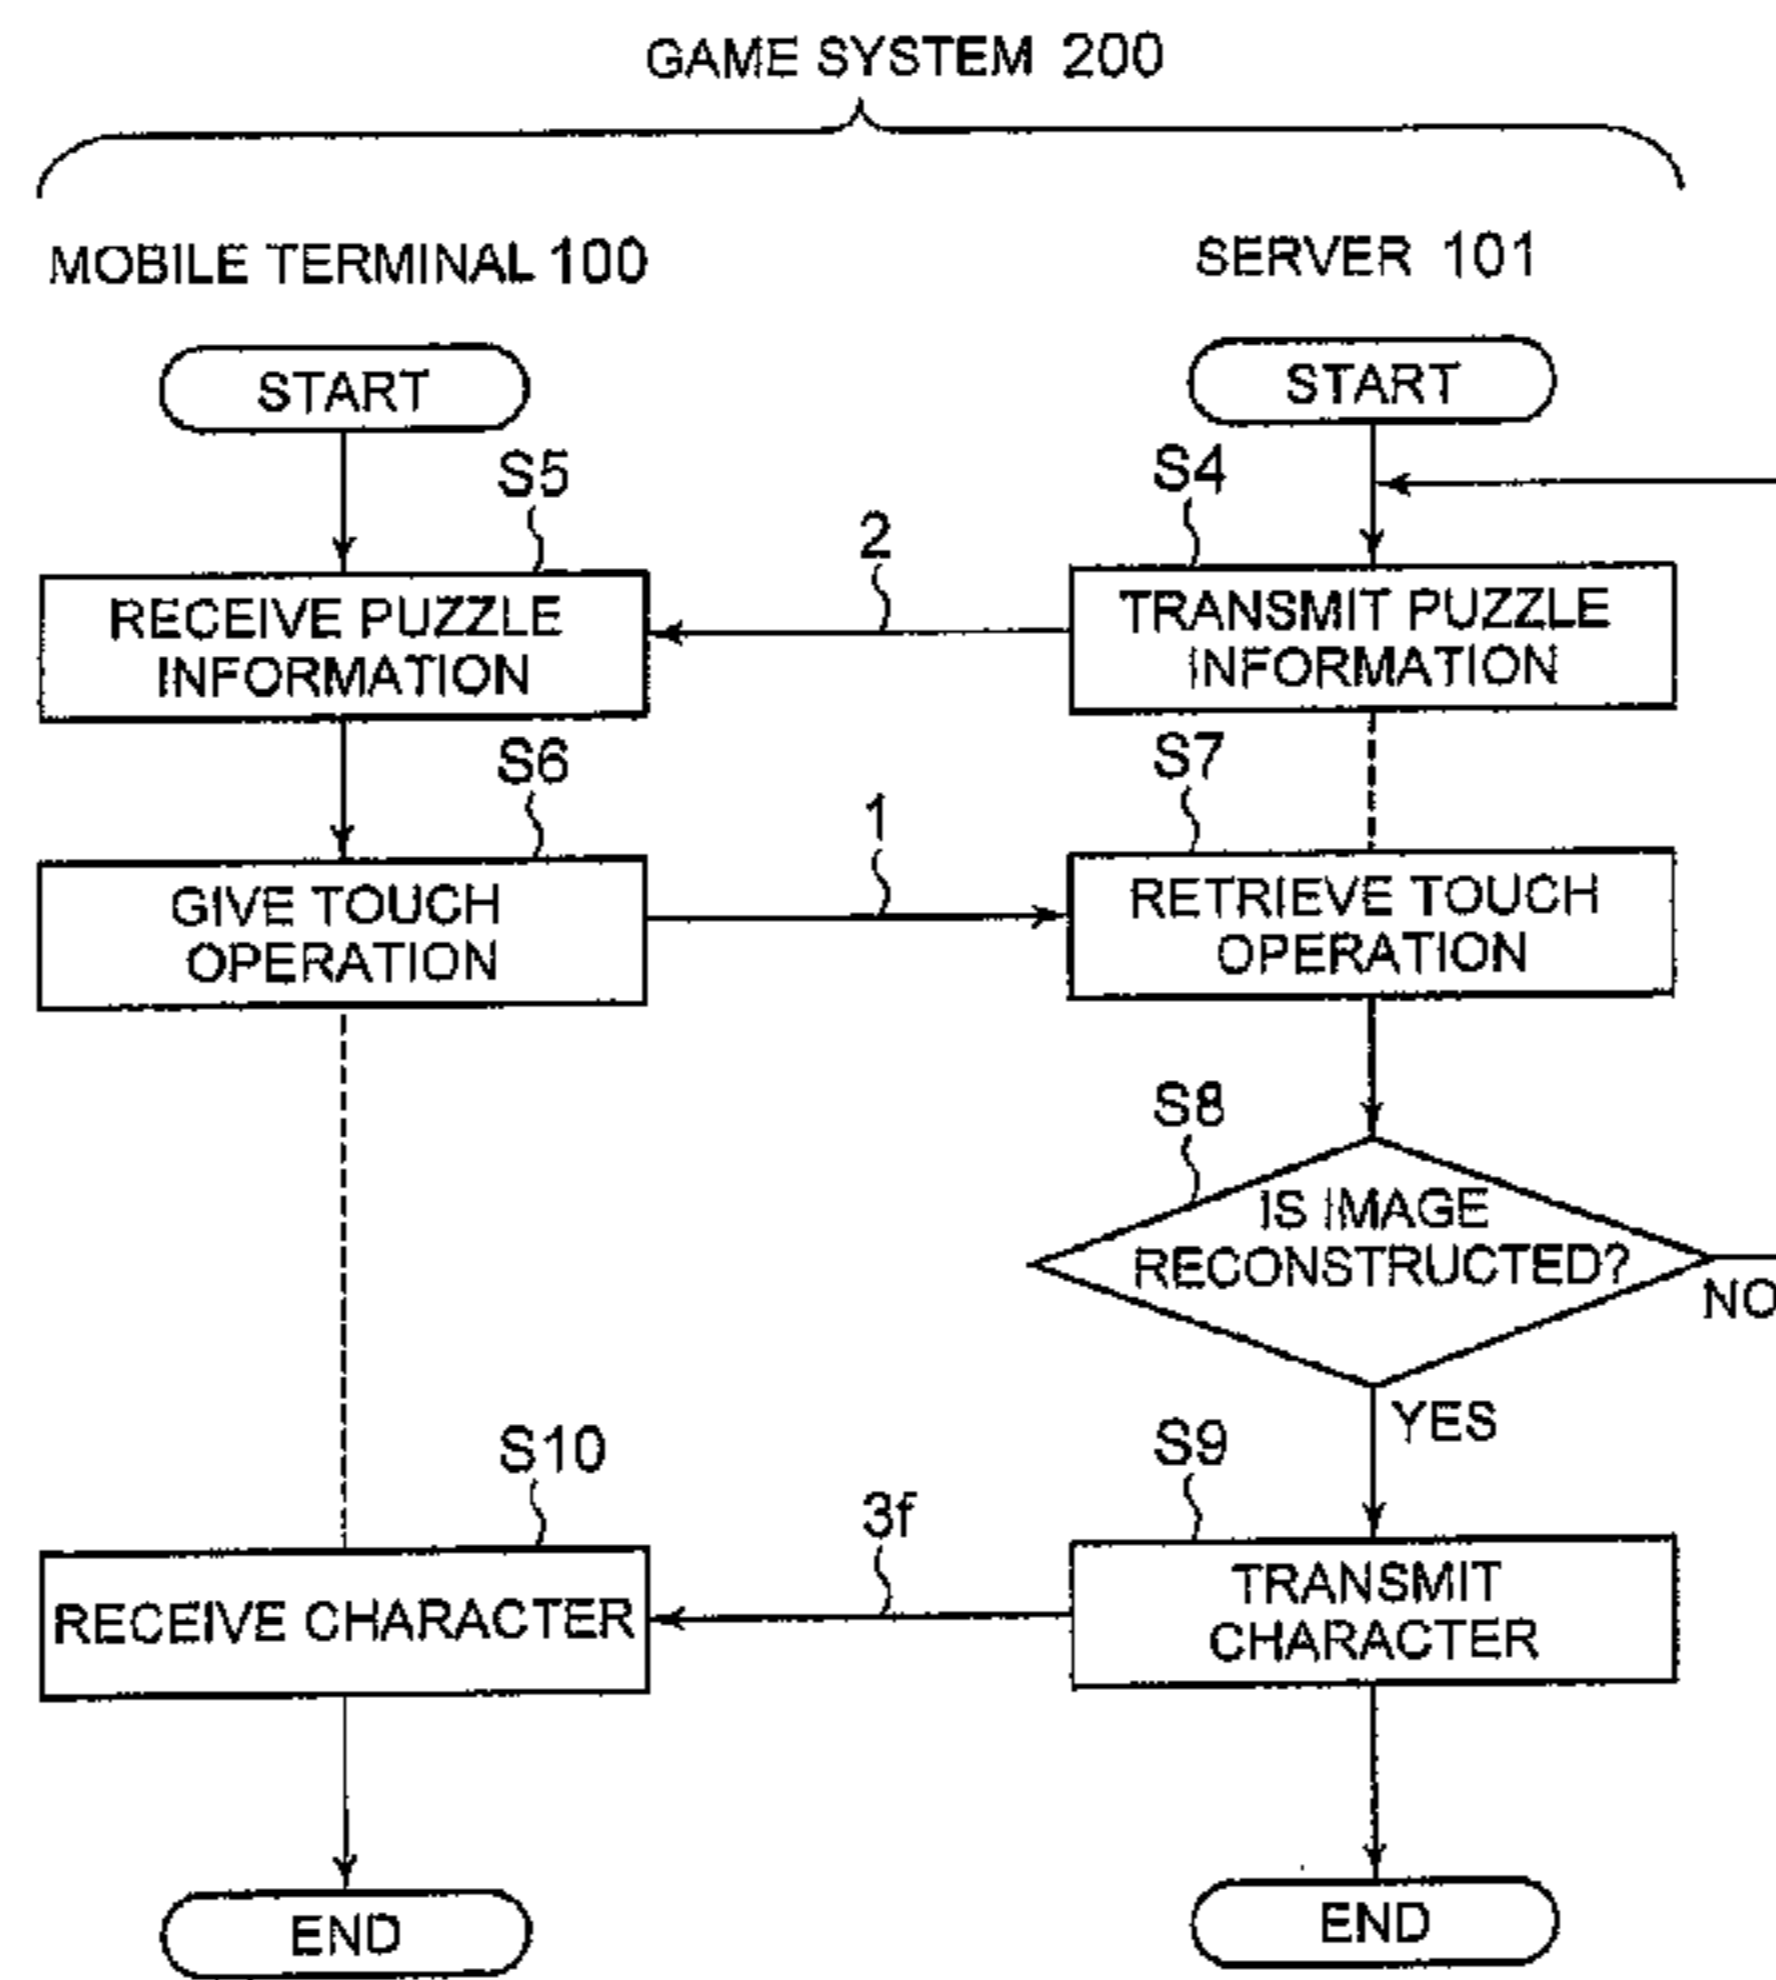 GAME SYSTEM 200
MOBILE TERMINAL 100
SERVER 101
START
START
S5
S4
2
RECEIVE PUZZLE
INFORMATION
TRANSMIT PUZZLE
INFORMATION
S6
S7
1
GIVE TOUCH
OPERATION
RETRIEVE TOUCH
OPERATION
S8
IS IMAGE
RECONSTRUCTED?
NO
YES
S10
S9
3f
RECEIVE CHARACTER
TRANSMIT
CHARACTER
END
END